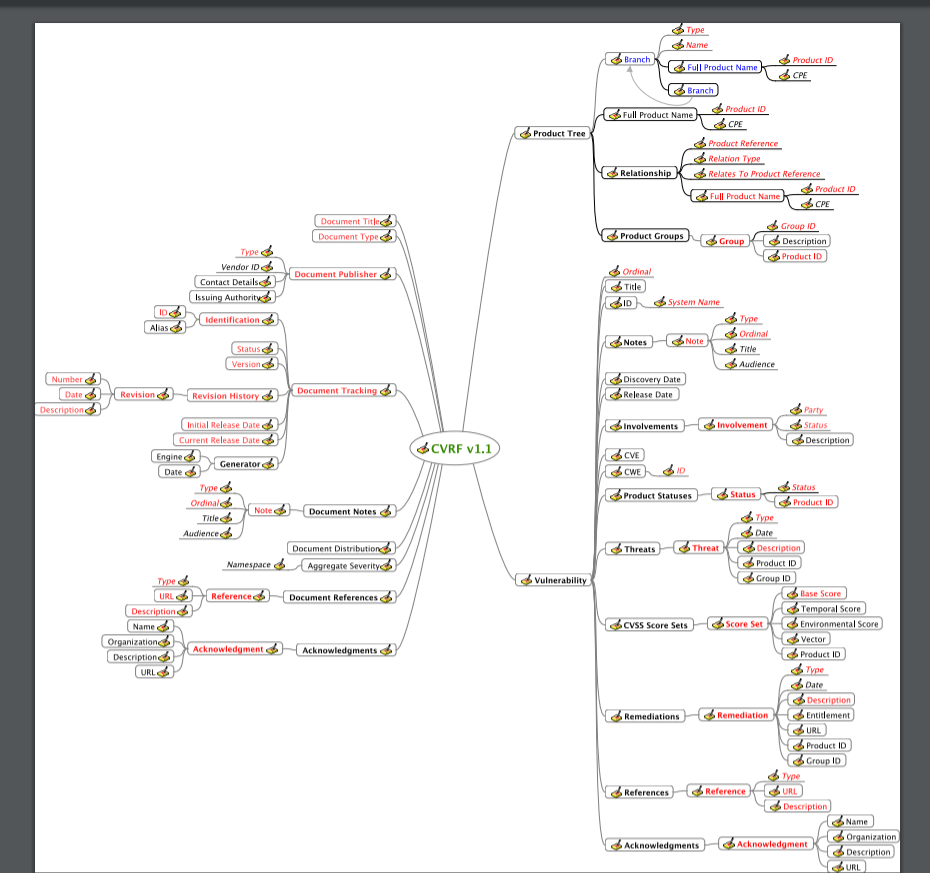 CVRF v1.1
Document Title
Document Type
Document Publisher
Type
Vendor ID
Contact Details
Issuing Authority
Document Tracking
Identification
ID
Alias
Status
Version
Revision History
Revision
Number
Date
Description
Initial Release Date
Current Release Date
Generator
Engine
Date
Document Notes
Note
Type
Ordinal
Title
Audience
Document Distribution
Aggregate Severity
Namespace
Document References
Reference
Type
URL
Description
Acknowledgments
Acknowledgment
Name
Organization
Description
URL
Product Tree
Branch
Type
Name
Full Product Name
Product ID
CPE
Branch
Full Product Name
Product ID
CPE
Relationship
Product Reference
Relation Type
Relates To Product Reference
Full Product Name
Product ID
CPE
Product Groups
Group
Group ID
Description
Product ID
Vulnerability
Ordinal
Title
ID
System Name
Notes
Note
Type
Ordinal
Title
Audience
Discovery Date
Release Date
Involvements
Involvement
Party
Status
Description
CVE
CWE
ID
Product Statuses
Status
Status
Product ID
Threats
Threat
Type
Date
Description
Product ID
Group ID
CVSS Score Sets
Score Set
Base Score
Temporal Score
Environmental Score
Vector
Product ID
Remediations
Remediation
Type
Date
Description
Entitlement
URL
Product ID
Group ID
References
Reference
Type
URL
Description
Acknowledgments
Acknowledgment
Name
Organization
Description
URL